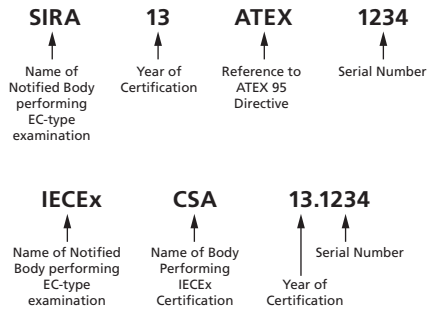 SIRA 13 ATEX 1234
Name of
Notified Body
performing
EC-type
examination
Year of
Certification
Reference to
ATEX 95
Directive
Serial Number
IECEx CSA 13.1234
Name of Notified
Body performing
EC-type
examination
Name of Body
Performing
IECEx
Certification
Year of
Certification
Serial Number